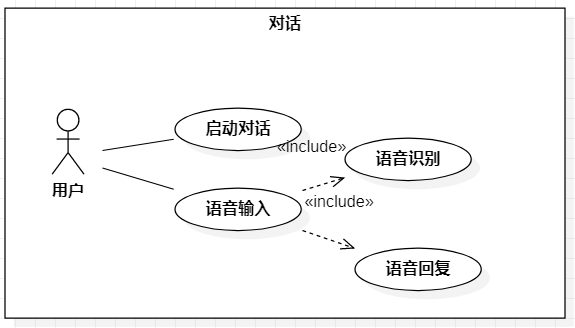 对话
启动对话
«include»
语音识别
用户
语音输入
«include»
语音回复